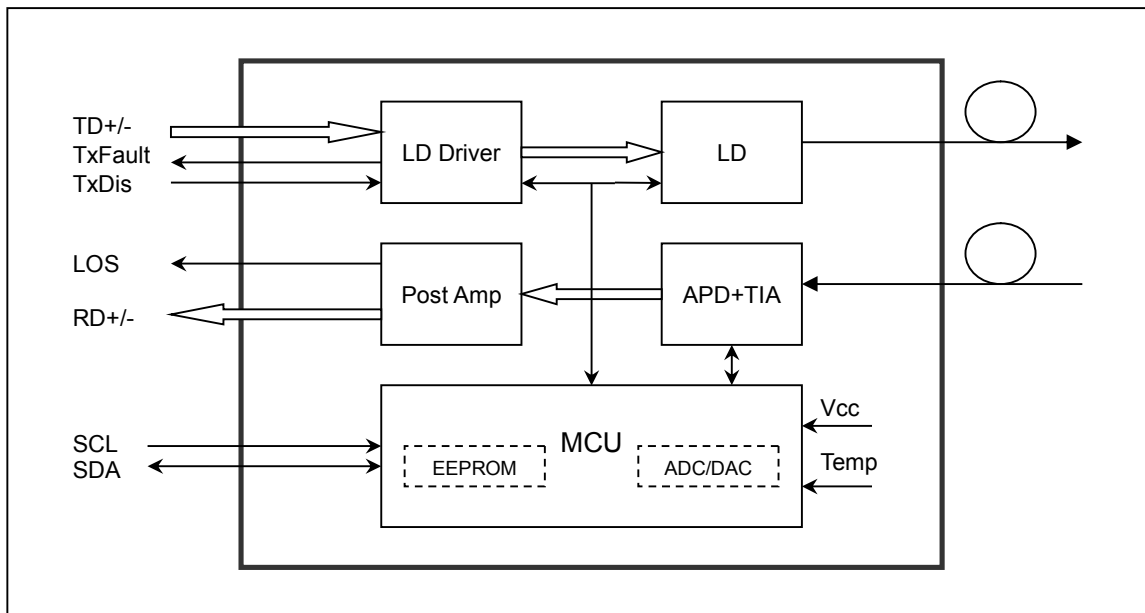 TD+/-
TxFault
TxDis
LD Driver
LD
LOS
RD+/-
Post Amp
APD+TIA
SCL
SDA
MCU
EEPROM
ADC/DAC
Vcc
Temp